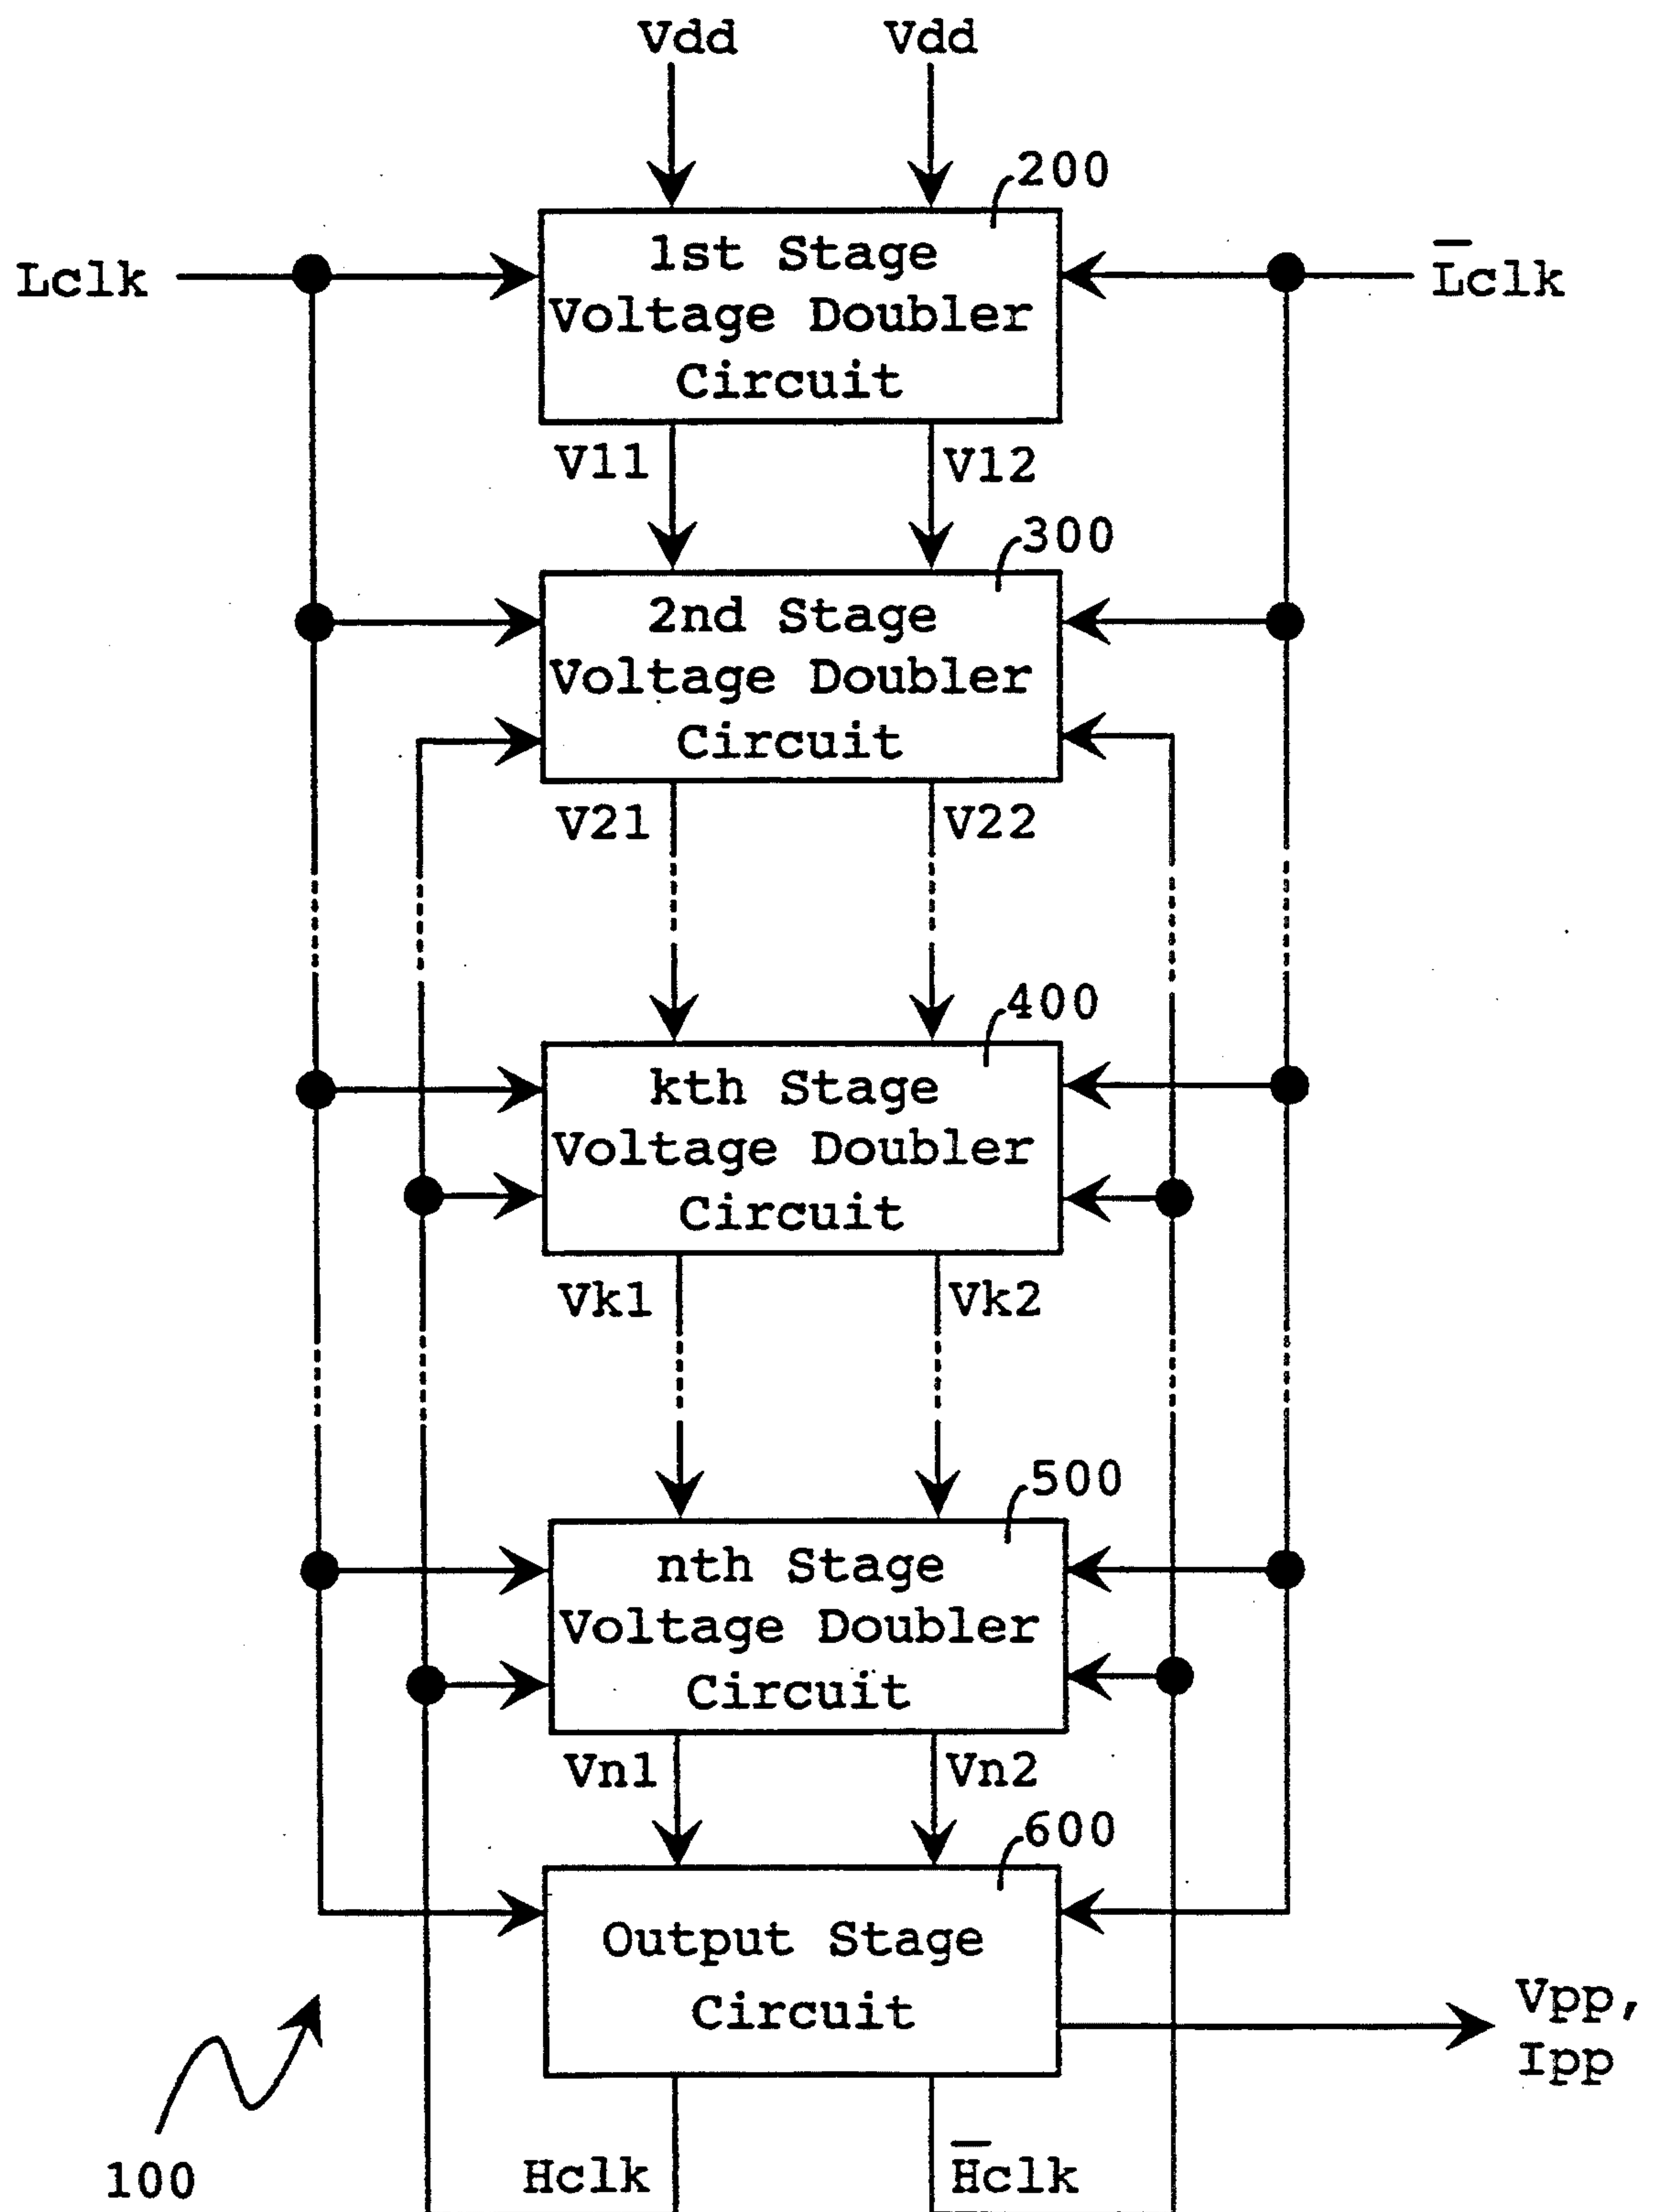 Vdd Vdd
200
Lclk
1st Stage
Voltage Doubler
Circuit
L̅clk
V11 V12
300
2nd Stage
Voltage Doubler
Circuit
V21 V22
400
kth Stage
Voltage Doubler
Circuit
Vk1 Vk2
500
nth Stage
Voltage Doubler
Circuit
Vn1 Vn2
600
Output Stage
Circuit
Vpp,
Ipp
100
Hclk H̅clk